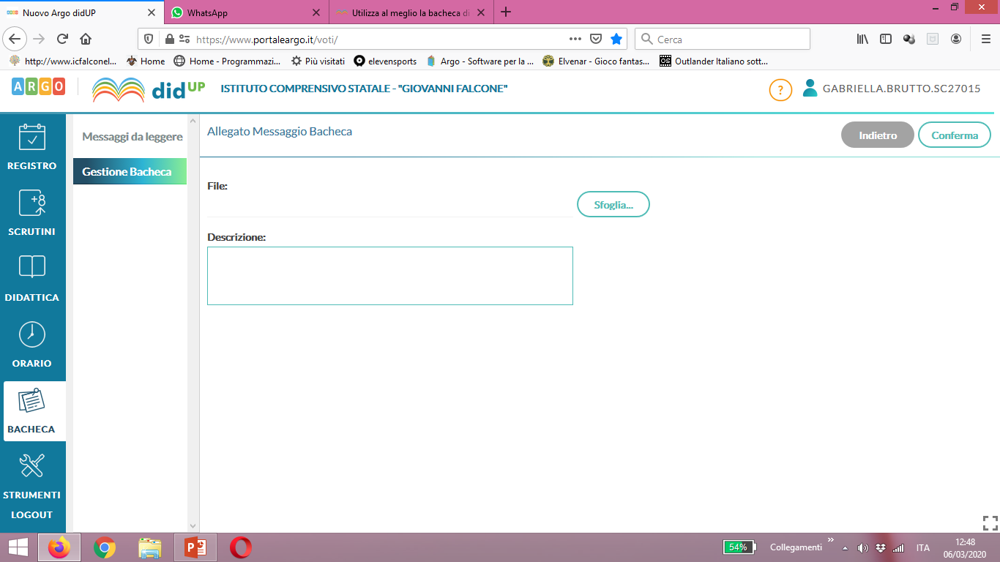 Nuovo Argo didUP
WhatsApp
Utilizza al meglio la bacheca di
https://www.portaleargo.it/voti/
Cerca
http://www.icfalconel...
Home
Home - Programmazi...
Più visitati
elevensports
Argo - Software per la ...
Elvenar - Gioco fantas...
OS
Outlander Italiano sott...
ARGO
didUP
ISTITUTO COMPRENSIVO STATALE - "GIOVANNI FALCONE"
?
GABRIELLA.BRUTTO.SC27015
REGISTRO
+8
SCRUTINI
DIDATTICA
ORARIO
BACHECA
STRUMENTI
LOGOUT
Messaggi da leggere
Gestione Bacheca
Allegato Messaggio Bacheca
Indietro
Conferma
File:
Sfoglia...
Descrizione:
P
54%
Collegamenti
ITA
12:48
06/03/2020